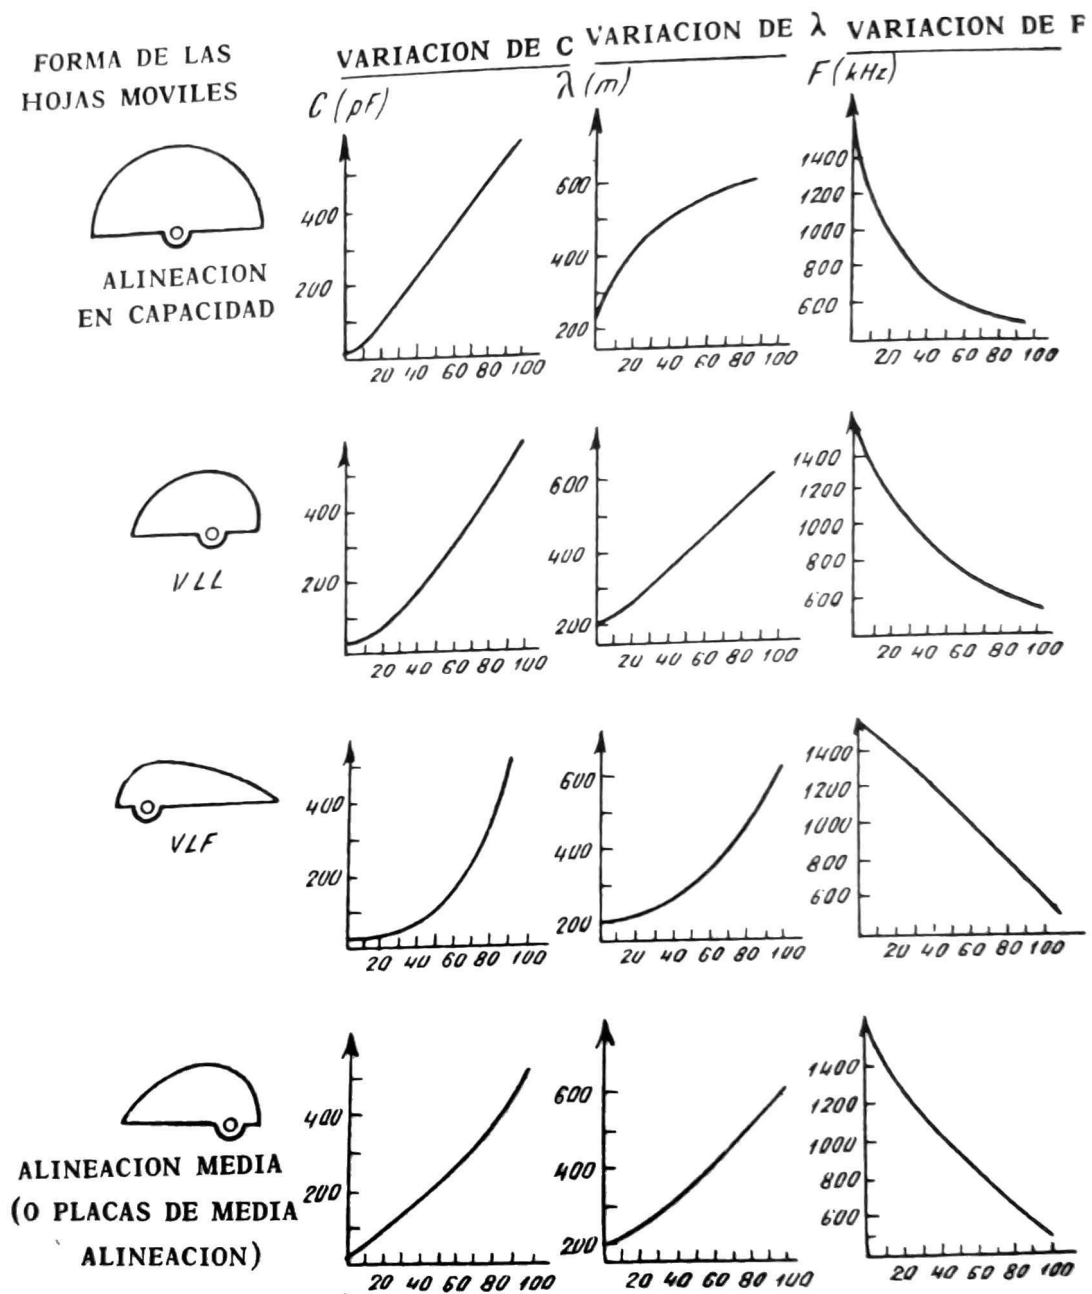 FORMA DE LAS
HOJAS MOVILES
VARIACION DE C
VARIACION DE λ
VARIACION DE F
C (pF)
λ (m)
F (kHz)
400
200
20 40 60 80 100
600
400
200
20 40 60 80 100
1400
1200
1000
800
600
20 40 60 80 100
ALINEACION
EN CAPACIDAD
400
200
20 40 60 80 100
600
400
200
20 40 60 80 100
1400
1200
1000
800
600
20 40 60 80 100
VLL
400
200
20 40 60 80 100
600
400
200
20 40 60 80 100
1400
1200
1000
800
600
20 40 60 80 100
VLF
400
200
20 40 60 80 100
600
400
200
20 40 60 80 100
1400
1200
1000
800
600
20 40 60 80 100
ALINEACION MEDIA
(O PLACAS DE MEDIA
ALINEACION)